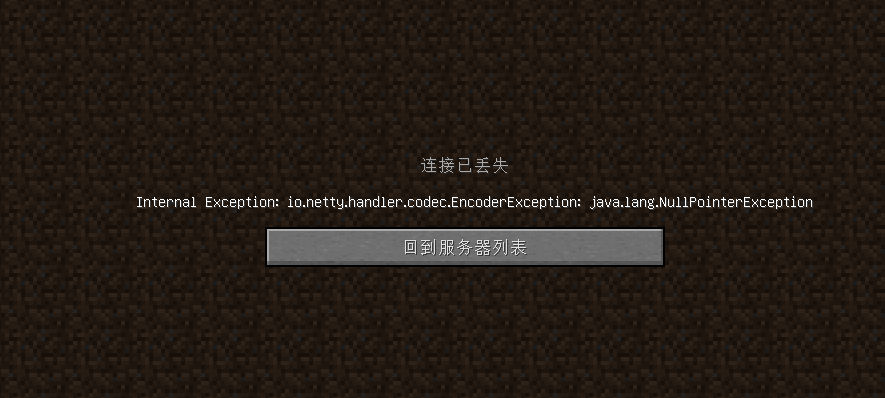 连接已丢失
Internal Exception: io.netty.handler.codec.EncoderException: java.lang.NullPointerException
回到服务器列表